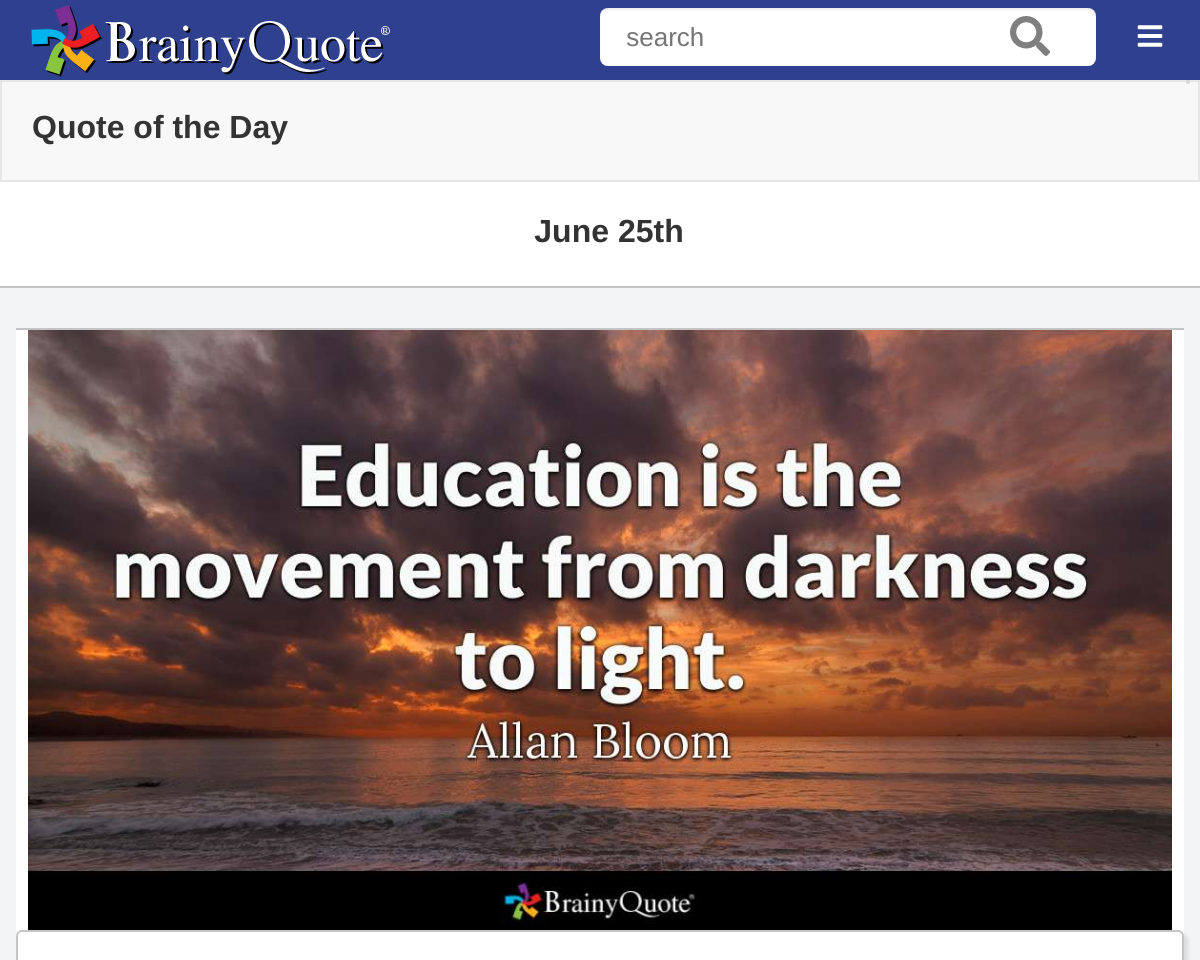 BrainyQuote®
search
Quote of the Day
June 25th
Education is the
movement from darkness
to light.
Allan Bloom
BrainyQuote®